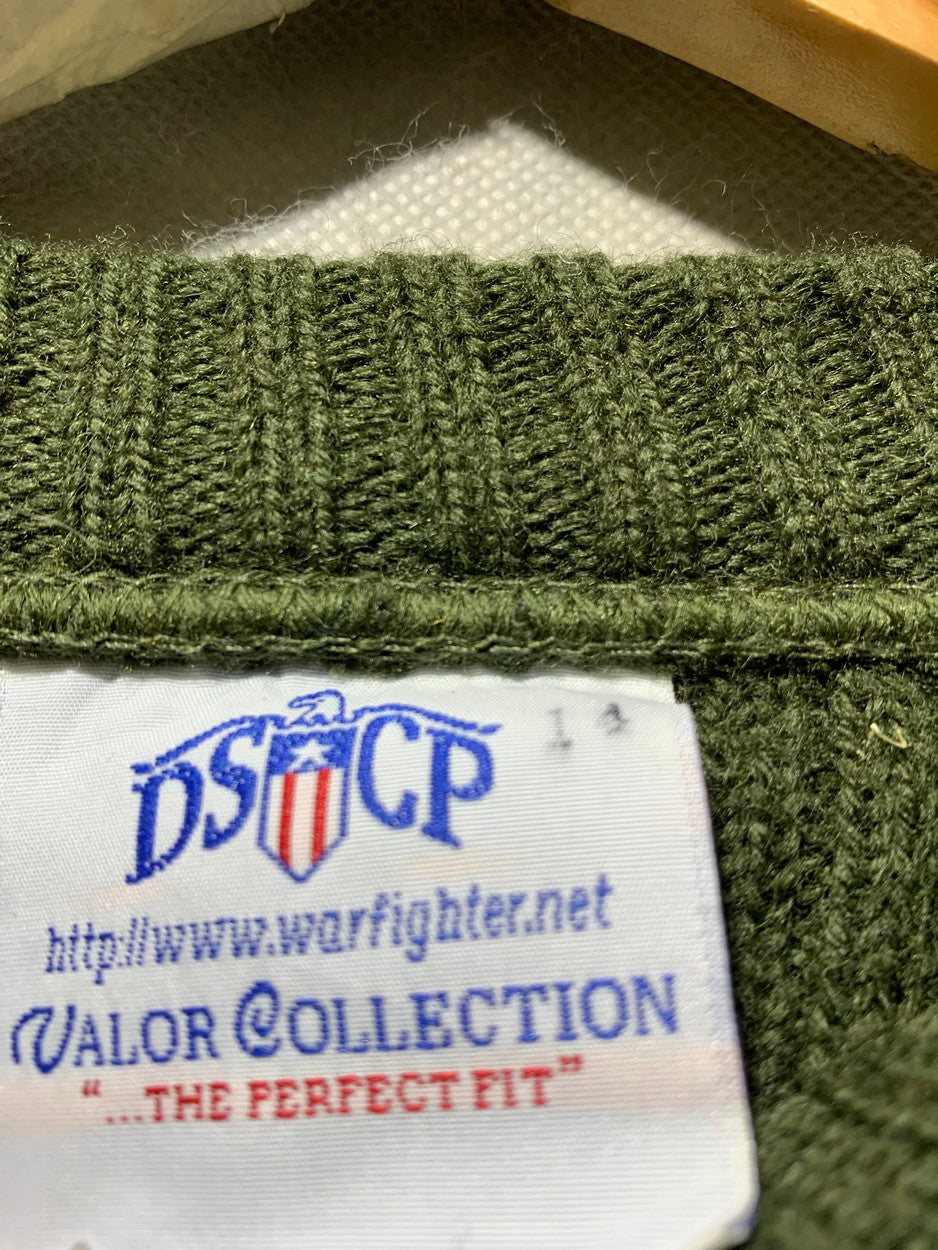 DSCP
http://www.warfighter.net
VALOR COLLECTION
"...THE PERFECT FIT"